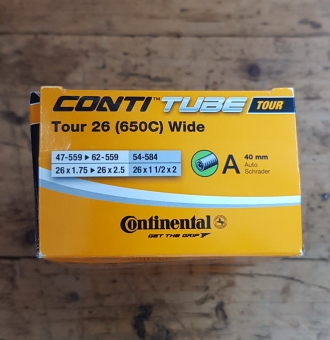 CONTI™ TUBE TOUR
Tour 26 (650C) Wide
47-559 ▸ 62-559 54-584
26 x 1.75 ▸ 26 x 2.5 26 x 1 1/2 x 2
A 40 mm
Auto
Schrader
Continental
GET THE GRIP